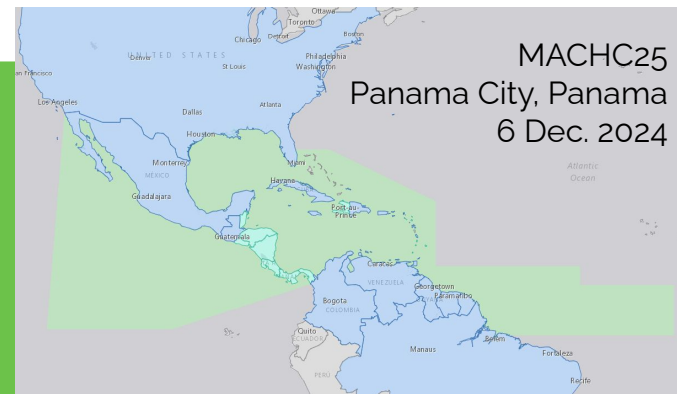 MACHC25
Panama City, Panama
6 Dec. 2024
Ottawa
Toronto
Boston
Chicago
Detroit
UNITED STATES
Denver
Philadelphia
St Louis
Washington
San Francisco
Los Angeles
Atlanta
Dallas
Houston
Monterrey
Miami
MÉXICO
Havana
Atlantic
Ocean
Guadalajara
Port-au-
Prince
Guatemala
Caracas
VENEZUELA
Georgetown
Paramaribo
Bogota
COLOMBIA
Quito
ECUADOR
Manaus
Belém
Fortaleza
PERÚ
Recife